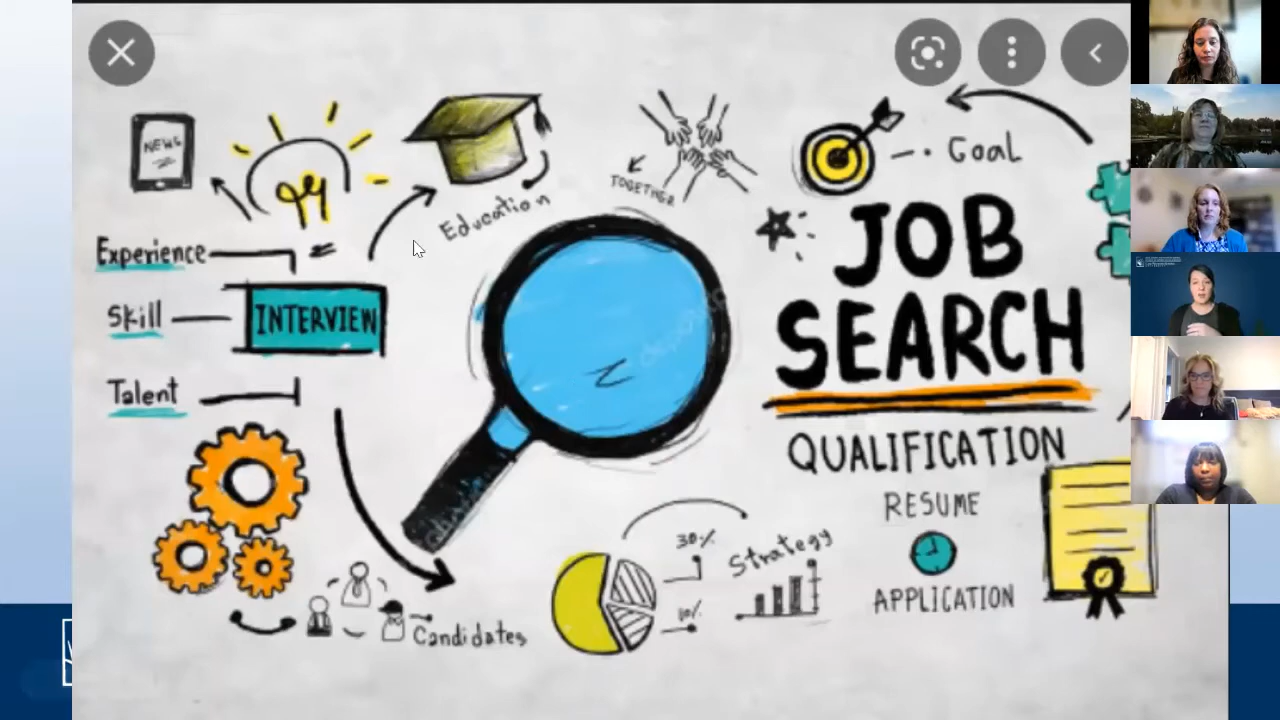 NEWS
Education
TOGETHER
Goal
Experience
Skill
INTERVIEW
Talent
JOB
SEARCH
QUALIFICATION
RESUME
APPLICATION
30%
Strategy
10%
Candidates